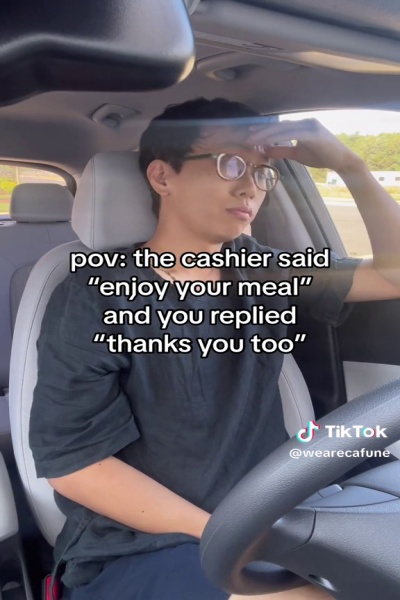 pov: the cashier said
“enjoy your meal”
and you replied
“thanks you too”
TikTok
@wearecafune